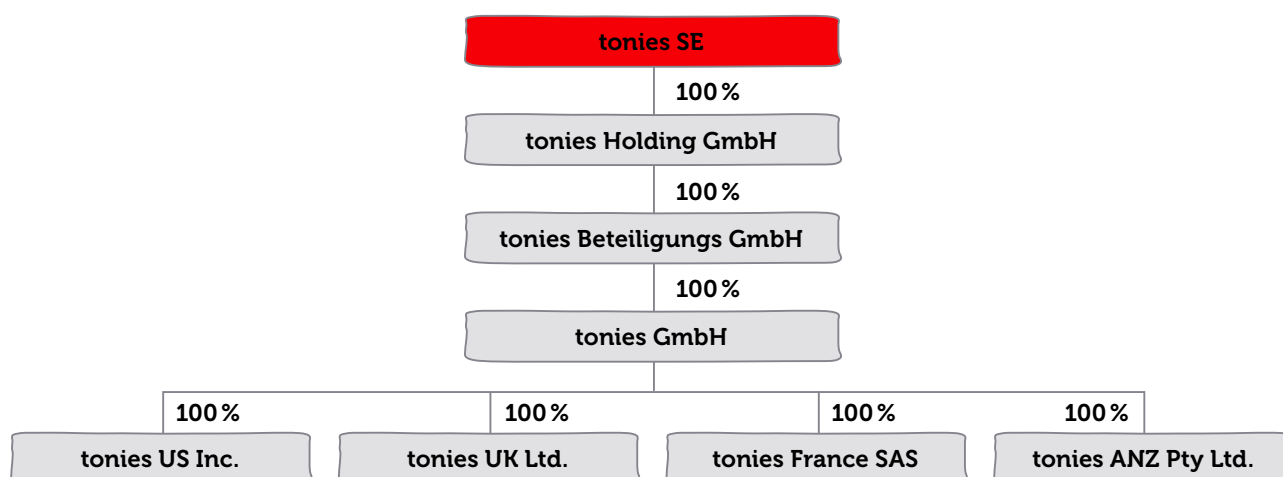 tonies SE
100 %
tonies Holding GmbH
100 %
tonies Beteiligungs GmbH
100 %
tonies GmbH
100 %
100 %
100 %
100 %
tonies US Inc.
tonies UK Ltd.
tonies France SAS
tonies ANZ Pty Ltd.